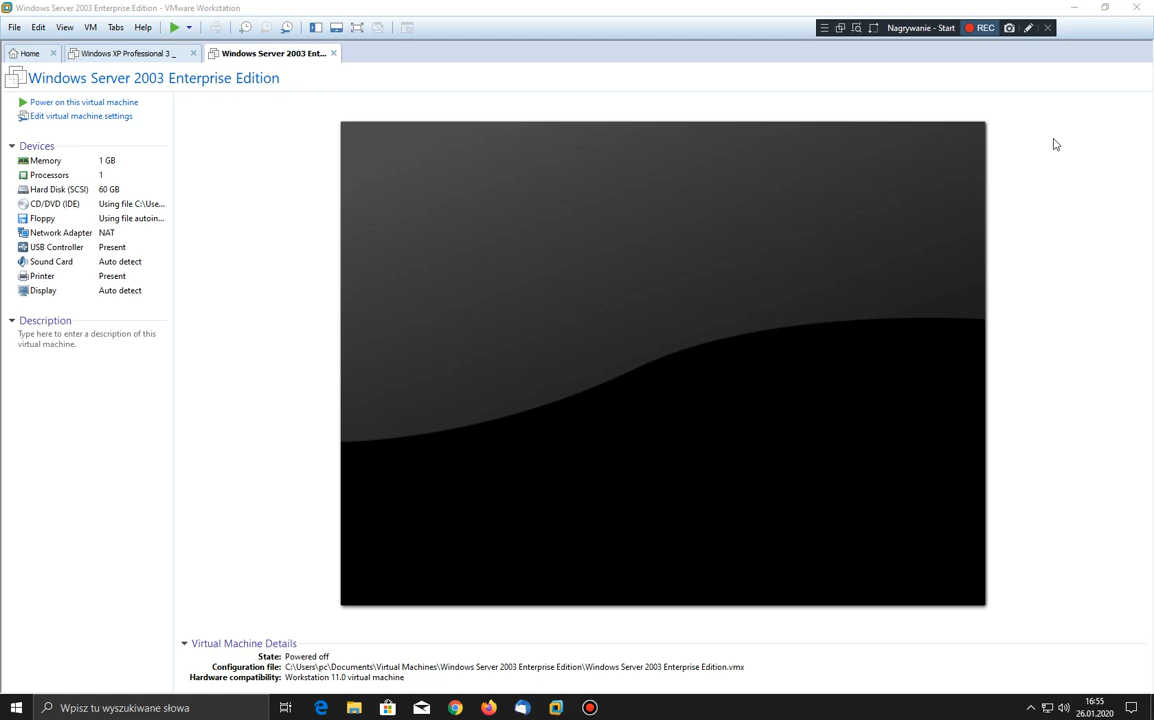 Windows Server 2003 Enterprise Edition - VMware Workstation
File Edit View VM Tabs Help
Nagrywanie - Start REC
Home Windows XP Professional 3 _ Windows Server 2003 Ent...
Windows Server 2003 Enterprise Edition
Power on this virtual machine
Edit virtual machine settings
Devices
Memory 1 GB
Processors 1
Hard Disk (SCSI) 60 GB
CD/DVD (IDE) Using file C:\Use...
Floppy Using file autoin...
Network Adapter NAT
USB Controller Present
Sound Card Auto detect
Printer Present
Display Auto detect
Description
Type here to enter a description of this
virtual machine.
Virtual Machine Details
State: Powered off
Configuration file: C:\Users\pc\Documents\Virtual Machines\Windows Server 2003 Enterprise Edition\Windows Server 2003 Enterprise Edition.vmx
Hardware compatibility: Workstation 11.0 virtual machine
Wpisz tu wyszukiwane słowa
16:55
26.01.2020